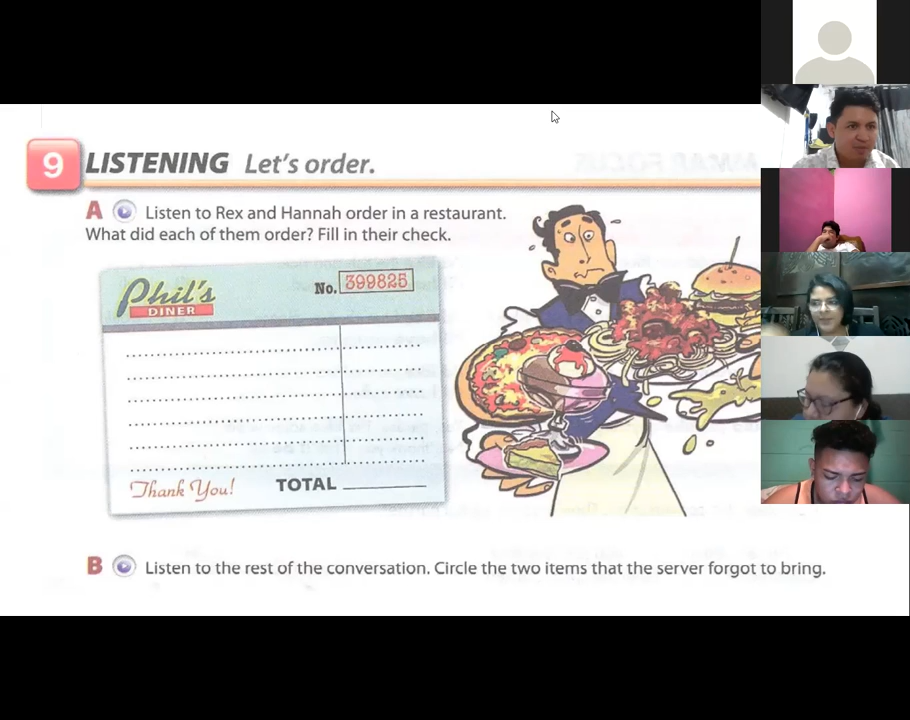 9 LISTENING Let's order.
A Listen to Rex and Hannah order in a restaurant.
What did each of them order? Fill in their check.
Phil's
DINER
No. 399825
Thank You! TOTAL
B Listen to the rest of the conversation. Circle the two items that the server forgot to bring.